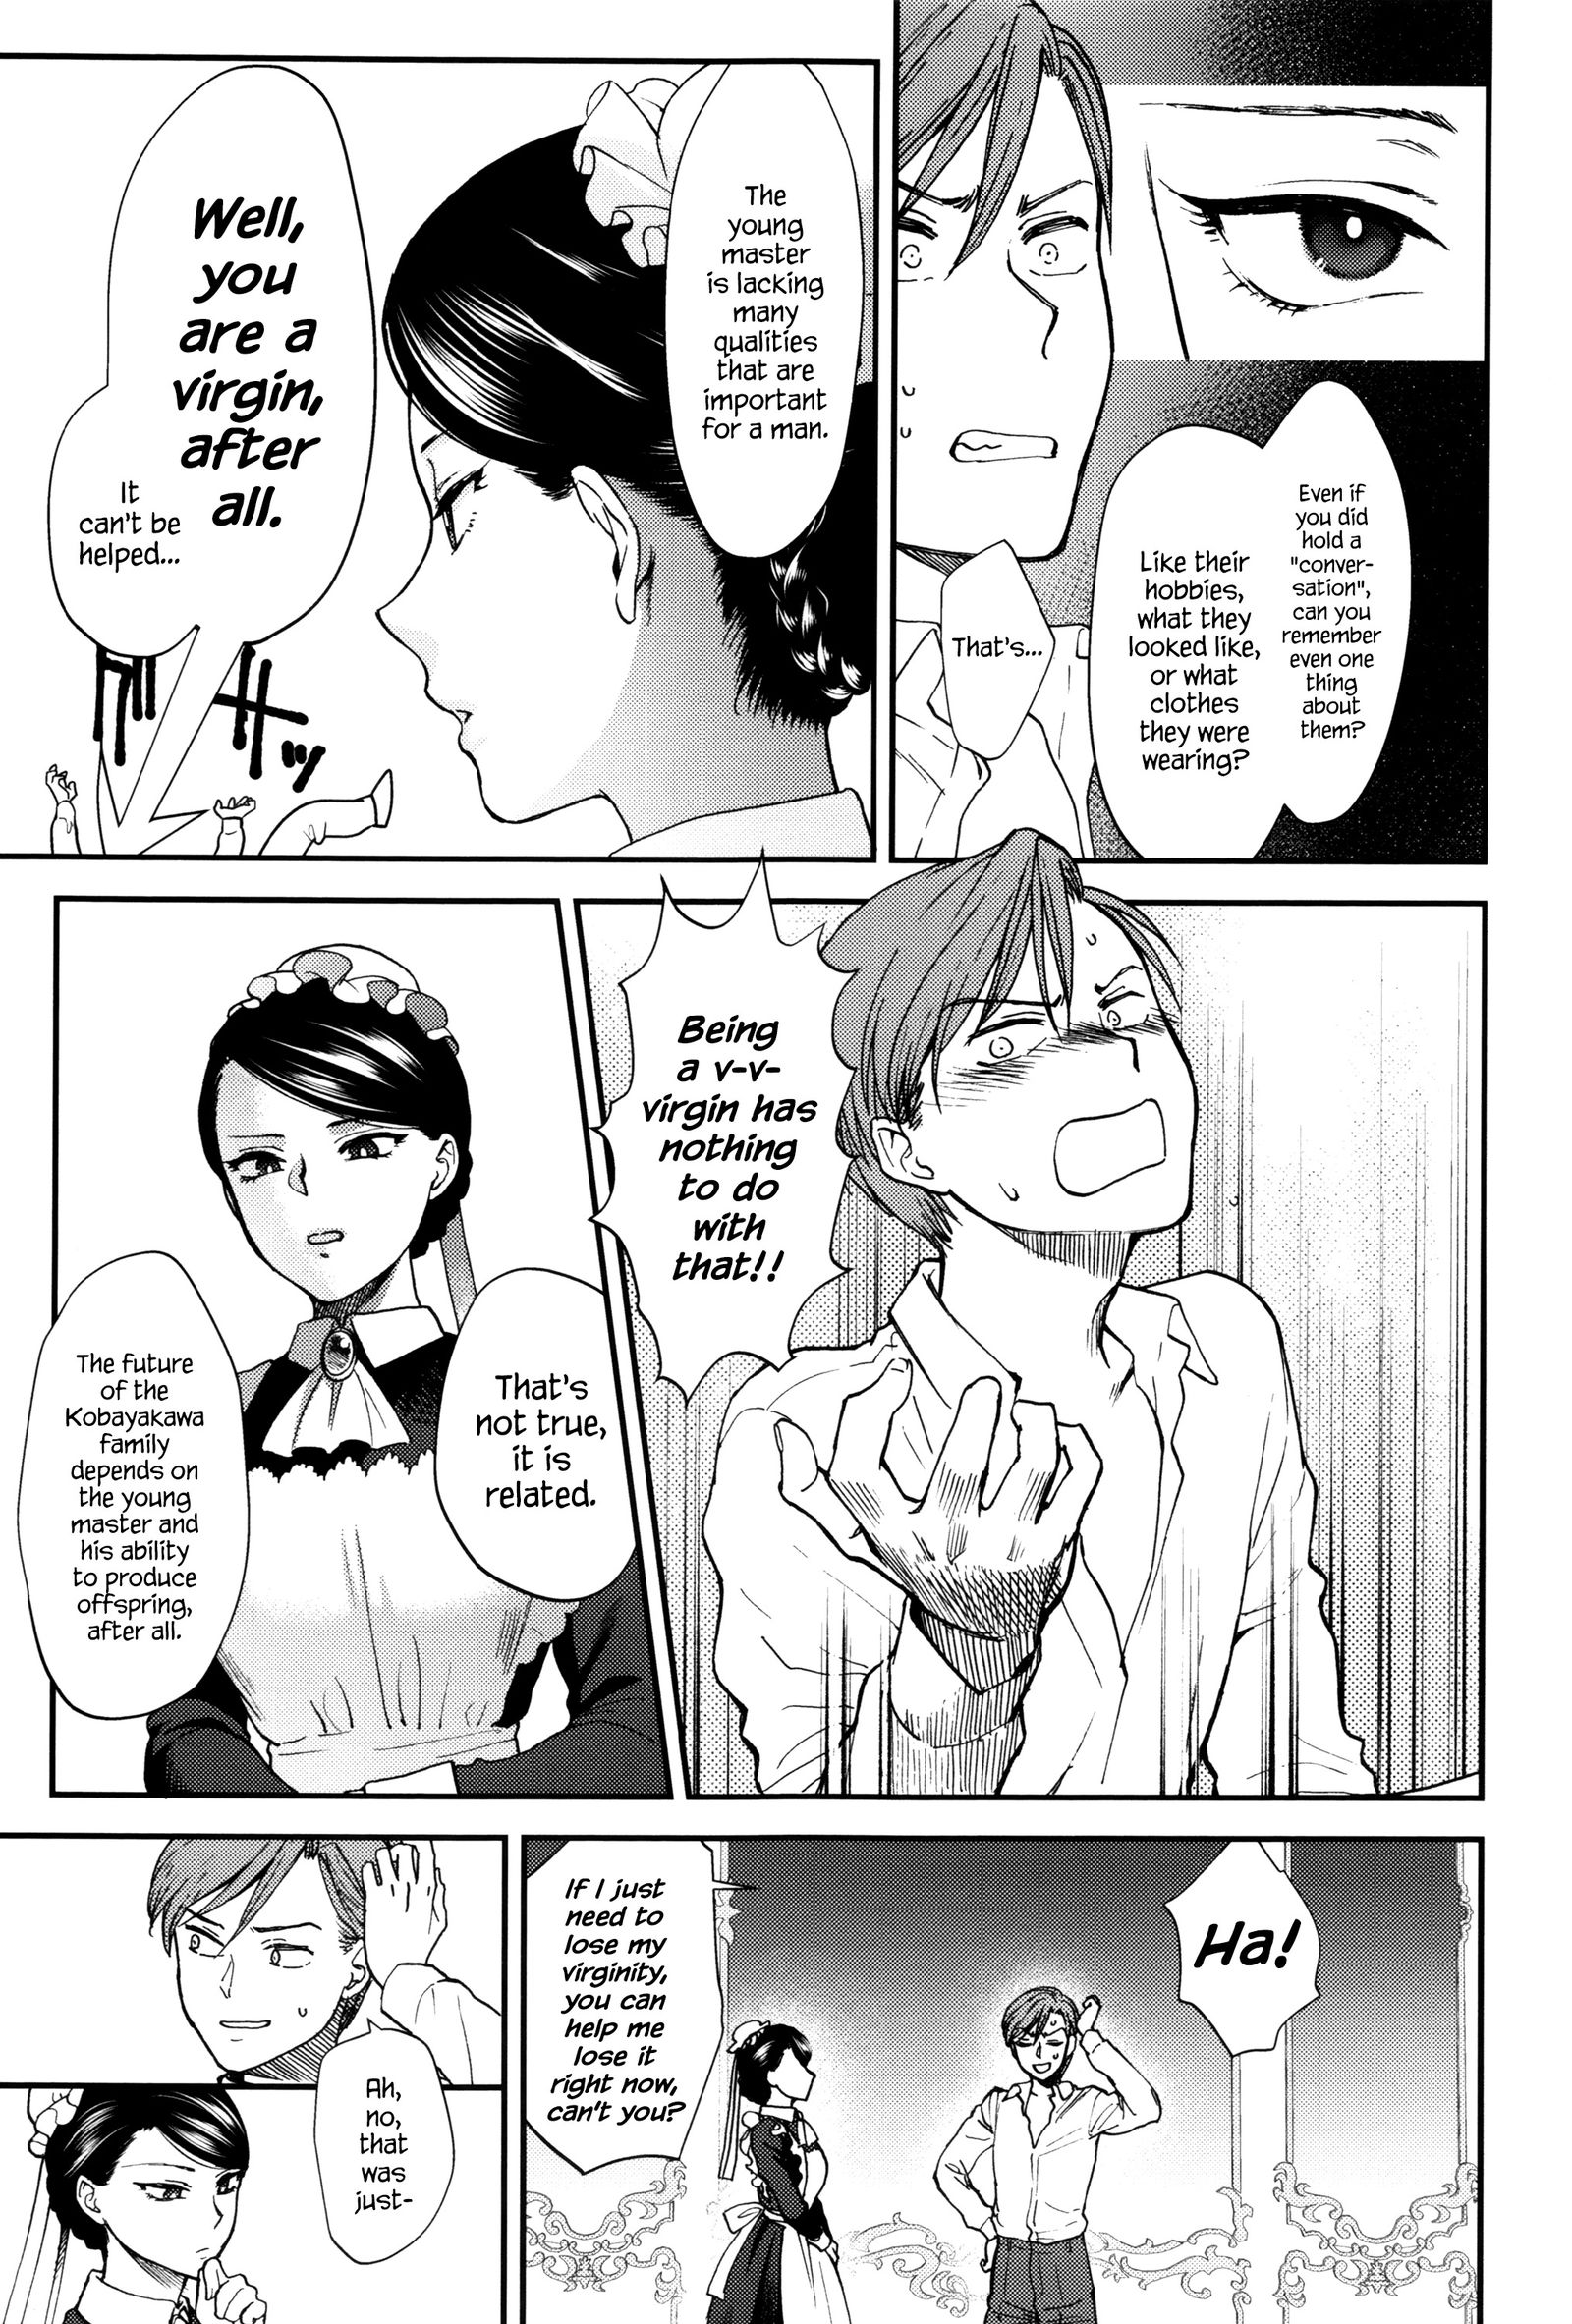 Even if
you did
hold a
"conver-
sation",
can you
remember
even one
thing
about
them?
Like their
hobbies,
what they
looked like,
or what
clothes
they were
wearing?
That's...
The
young
master
is lacking
many
qualities
that are
important
for a man.
Well,
you
are a
virgin,
after
all.
It
can't be
helped...
Being
a v-v-
virgin has
nothing
to do
with
that!!
That's
not true,
it is
related.
The future
of the
Kobayakawa
family
depends on
the young
master and
his ability
to produce
offspring,
after all.
Ha!
If I just
need to
lose my
virginity,
you can
help me
lose it
right now,
can't you?
Ah,
no,
that
was
just-